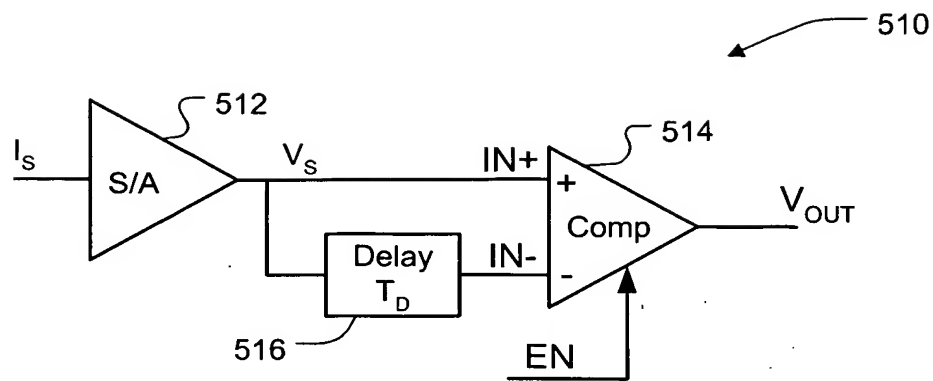 510
512
514
I_S
S/A
V_S
IN+
+
Comp
V_OUT
Delay
T_D
IN-
-
516
EN